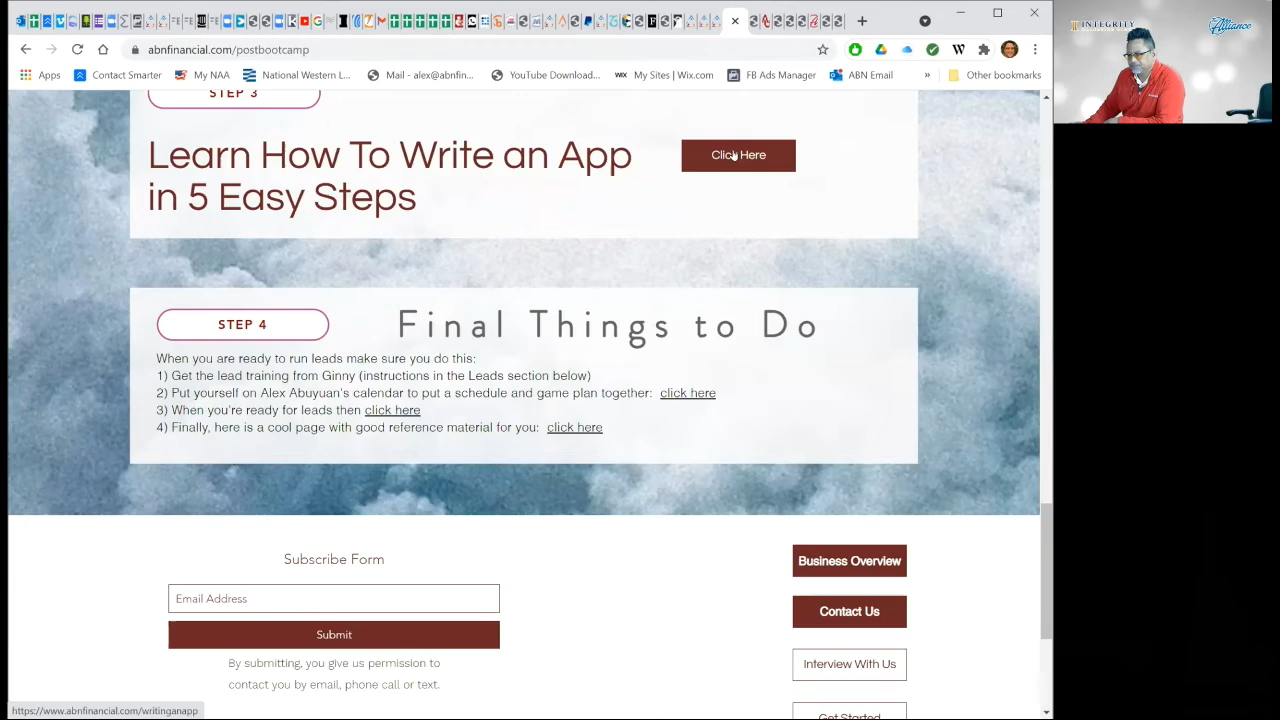 abnfinancial.com/postbootcamp
Apps
Contact Smarter
My NAA
National Western L...
Mail - alex@abnfin...
YouTube Download...
WIX
My Sites | Wix.com
FB Ads Manager
ABN Email
»
Other bookmarks
INTEGRITY
Alliance
STEP 3
Learn How To Write an App
in 5 Easy Steps
Click Here
STEP 4
Final Things to Do
When you are ready to run leads make sure you do this:
1) Get the lead training from Ginny (instructions in the Leads section below)
2) Put yourself on Alex Abuyuan's calendar to put a schedule and game plan together: click here
3) When you're ready for leads then click here
4) Finally, here is a cool page with good reference material for you: click here
Subscribe Form
Email Address
Submit
By submitting, you give us permission to
contact you by email, phone call or text.
Business Overview
Contact Us
Interview With Us
Get Started
https://www.abnfinancial.com/writinganapp